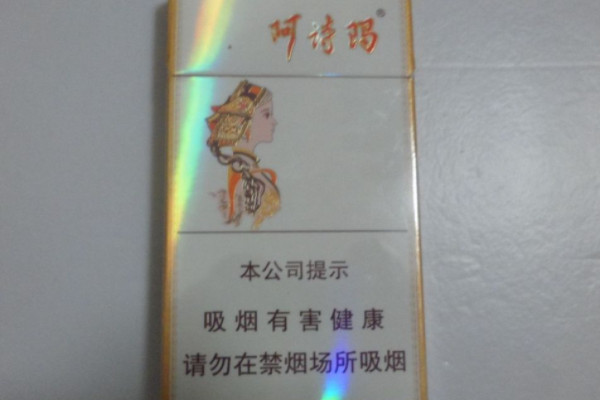 阿诗玛®
本公司提示
吸烟有害健康
请勿在禁烟场所吸烟